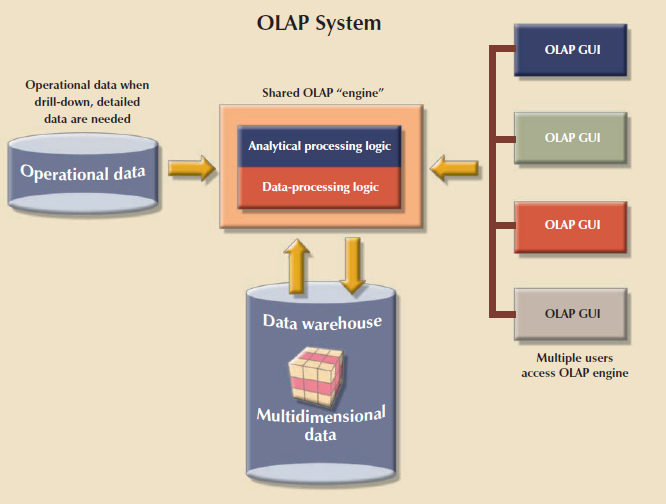 OLAP System
Operational data when
drill-down, detailed
data are needed
Operational data
Shared OLAP “engine”
Analytical processing logic
Data-processing logic
OLAP GUI
OLAP GUI
OLAP GUI
OLAP GUI
Multiple users
access OLAP engine
Data warehouse
Multidimensional
data